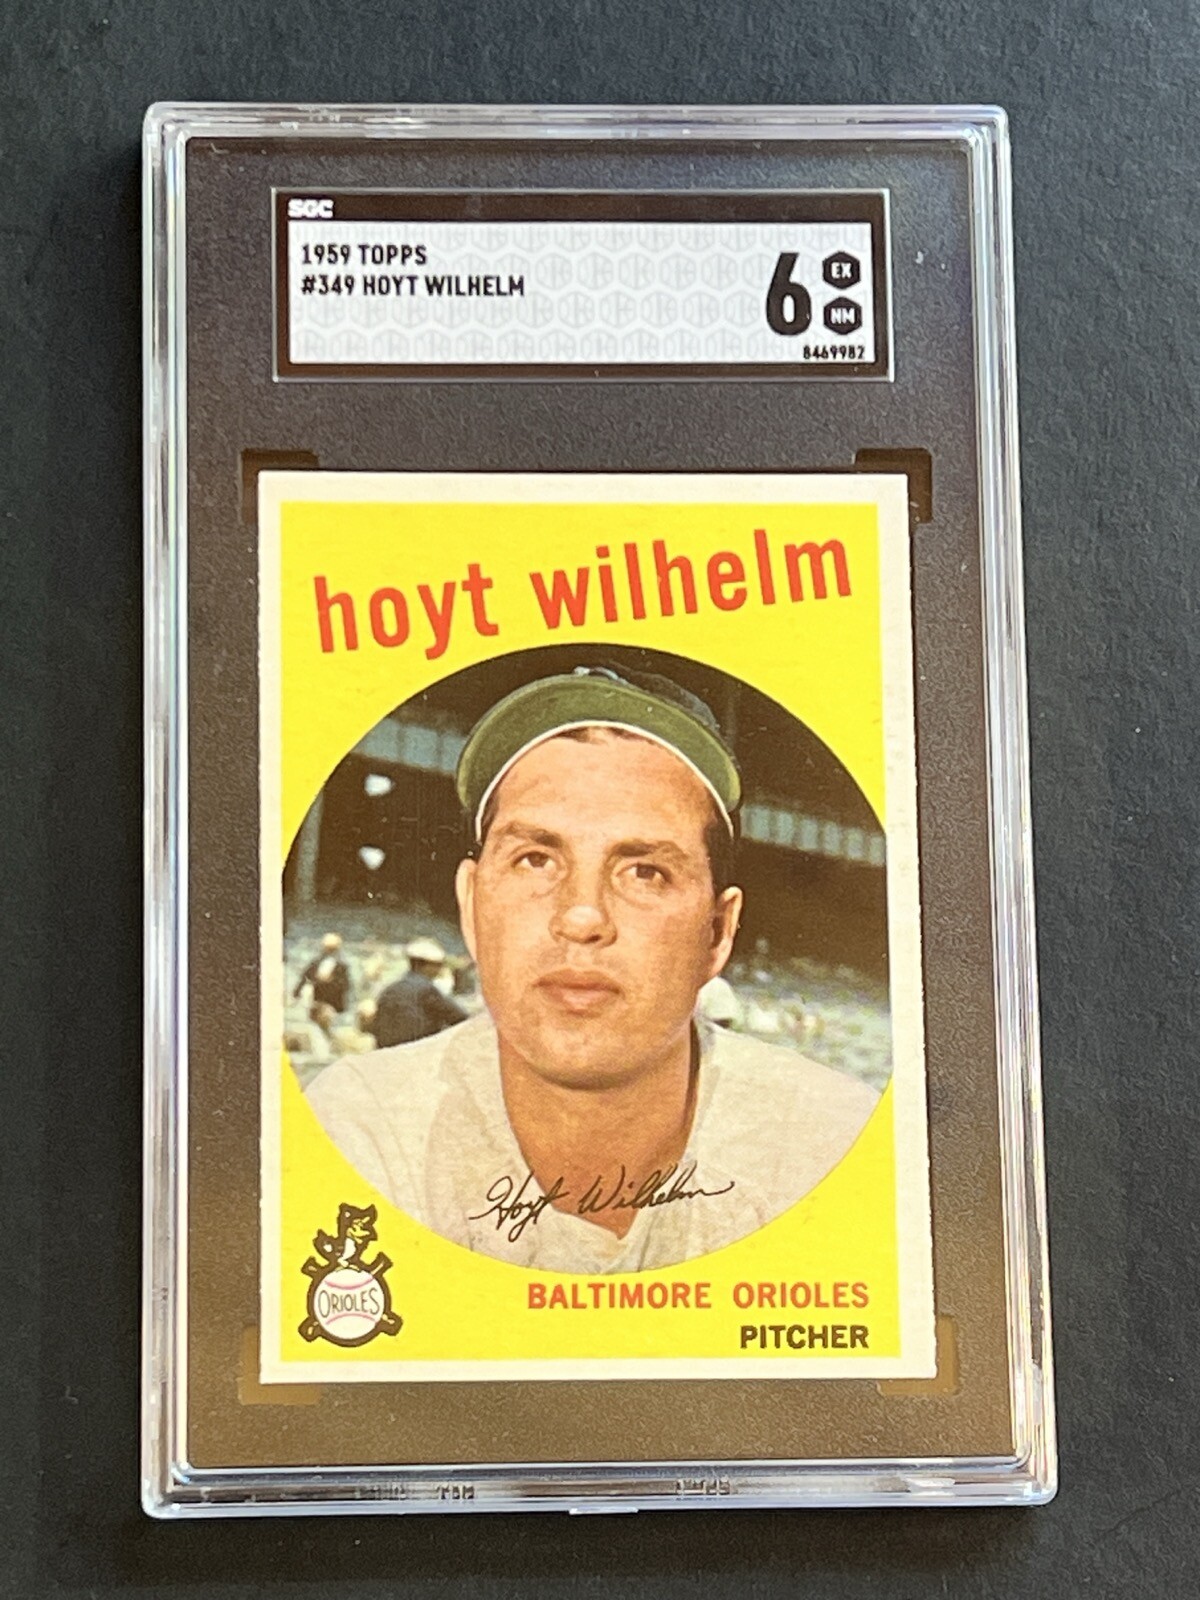 SGC
1959 TOPPS
#349 HOYT WILHELM
6
EX
NM
8469982
hoyt wilhelm
Hoyt Wilhelm
ORIOLES
BALTIMORE ORIOLES
PITCHER